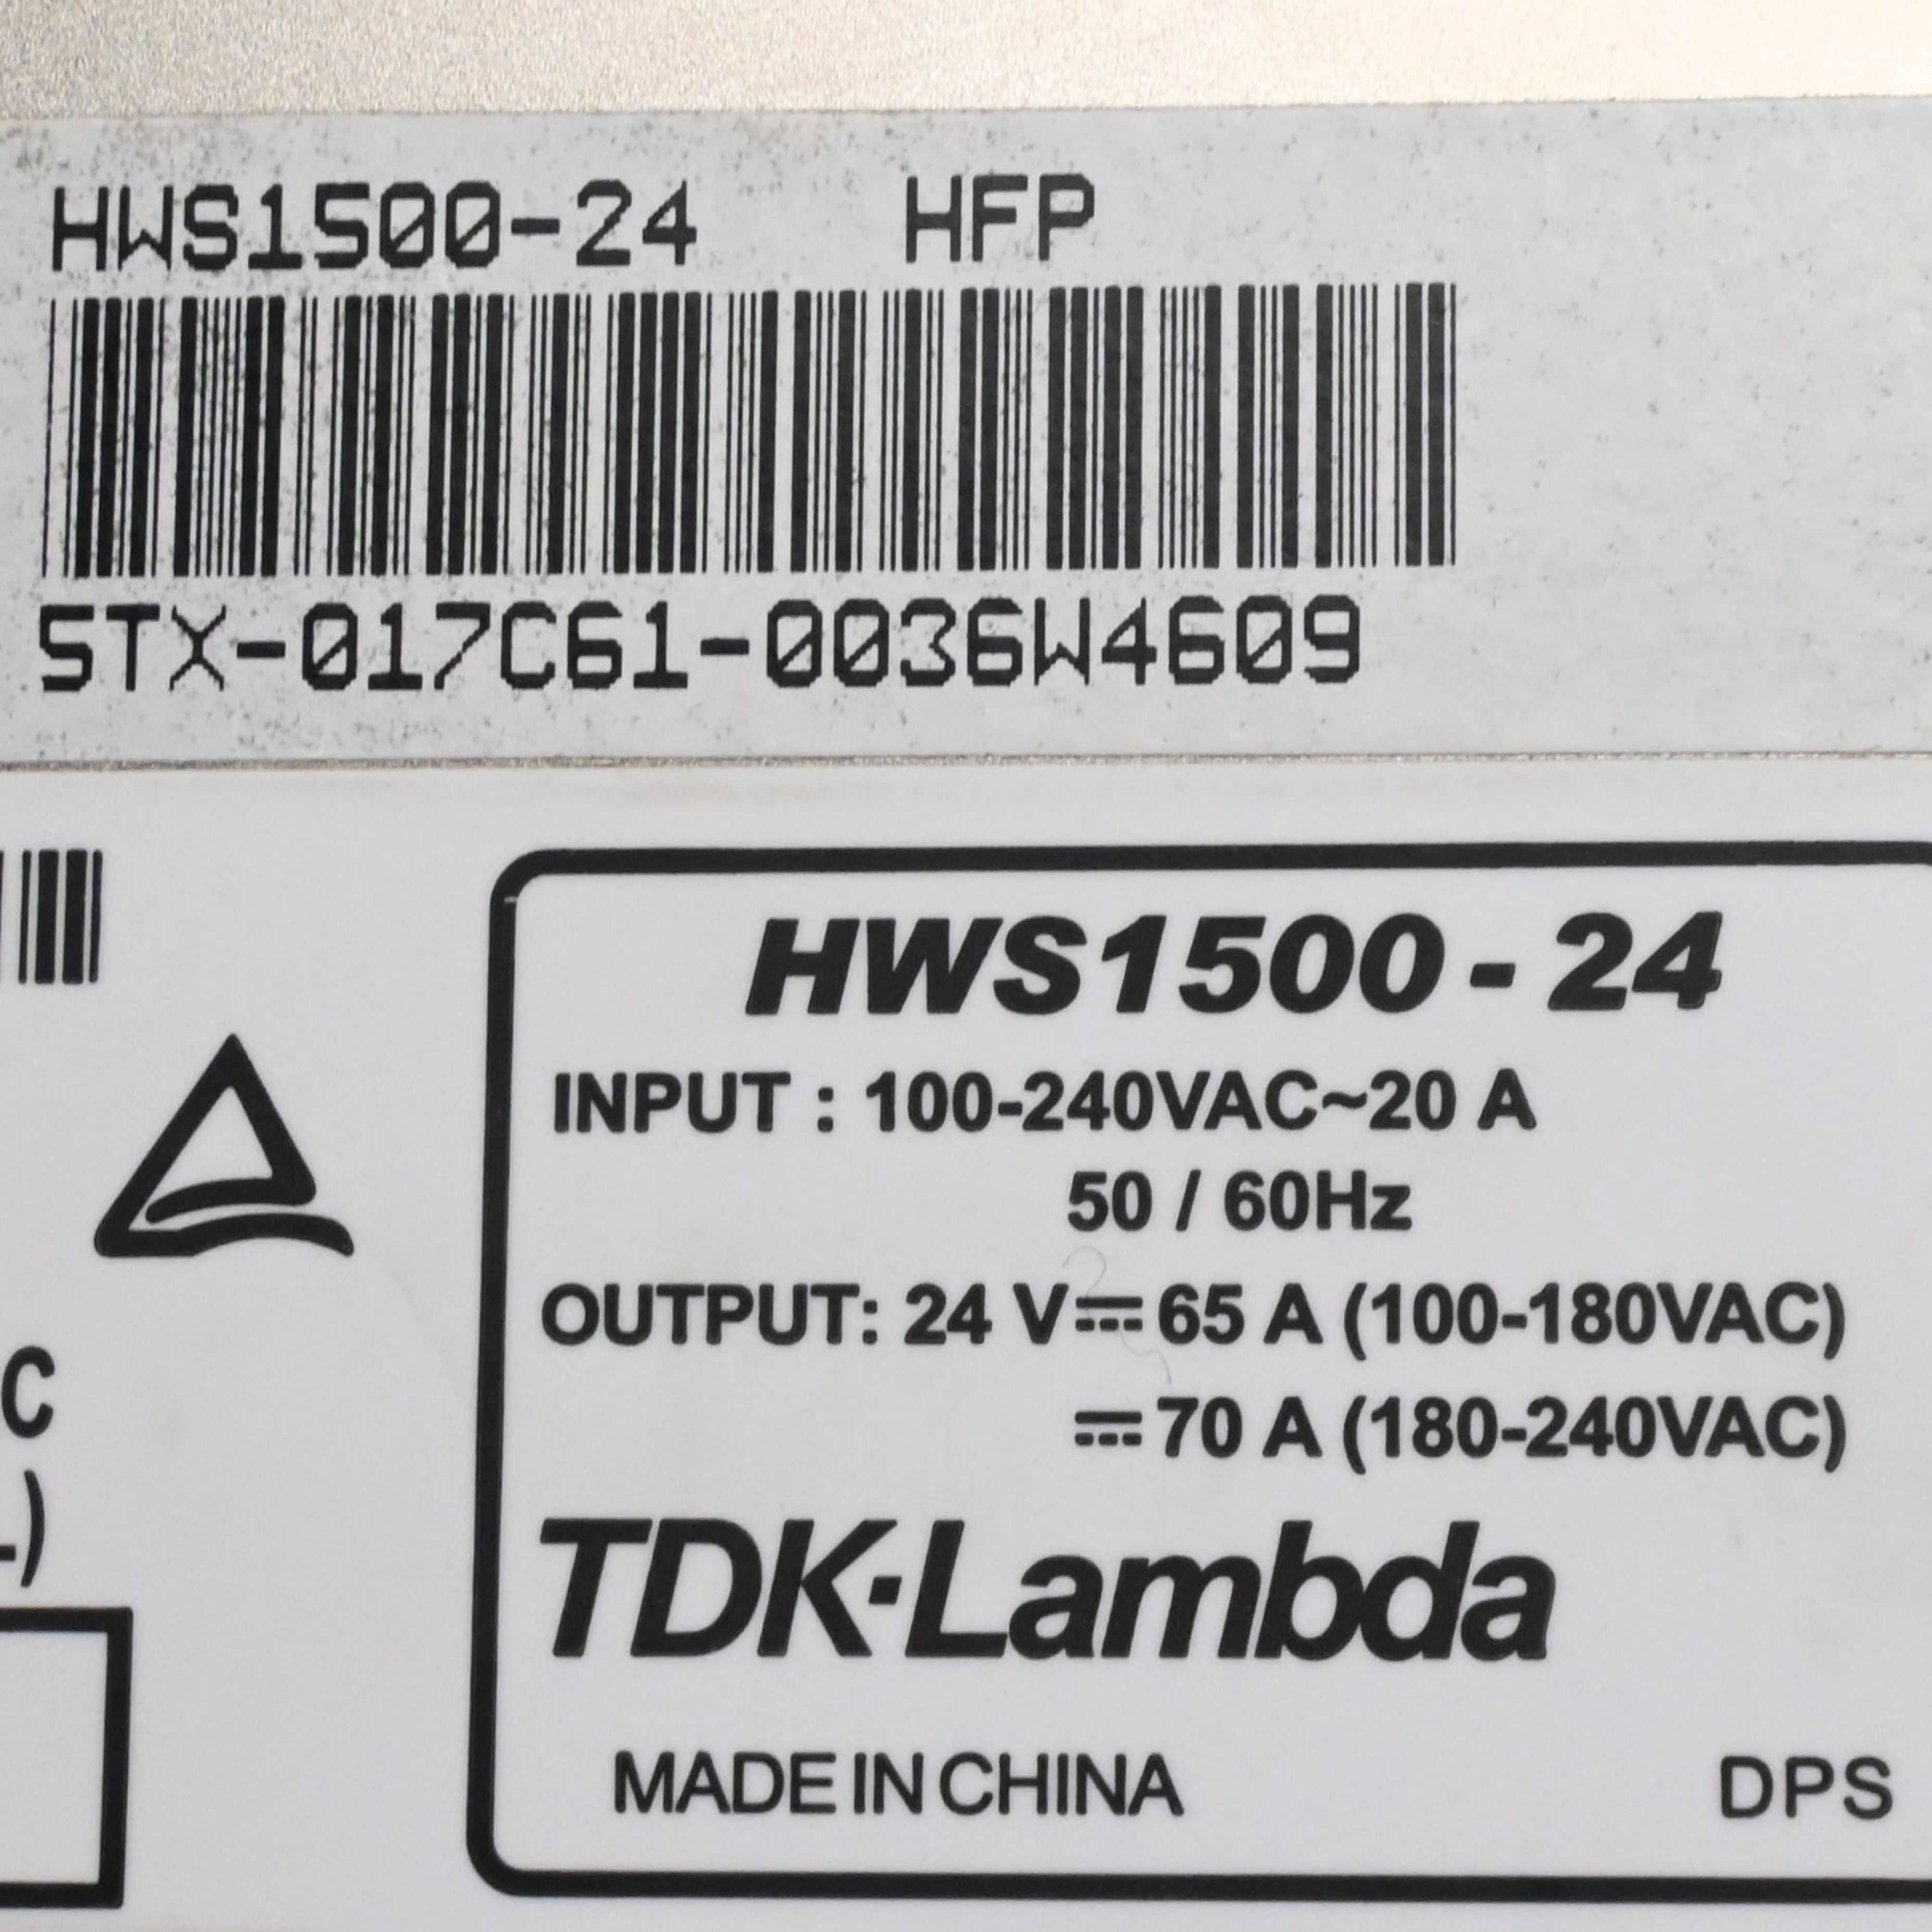 HWS1500-24 HFP
STX-017C61-0036W4609
HWS1500-24
INPUT : 100-240VAC~20 A
50 / 60Hz
OUTPUT: 24 V⎓65 A (100-180VAC)
⎓70 A (180-240VAC)
C
-)
TDK·Lambda
MADE IN CHINA DPS